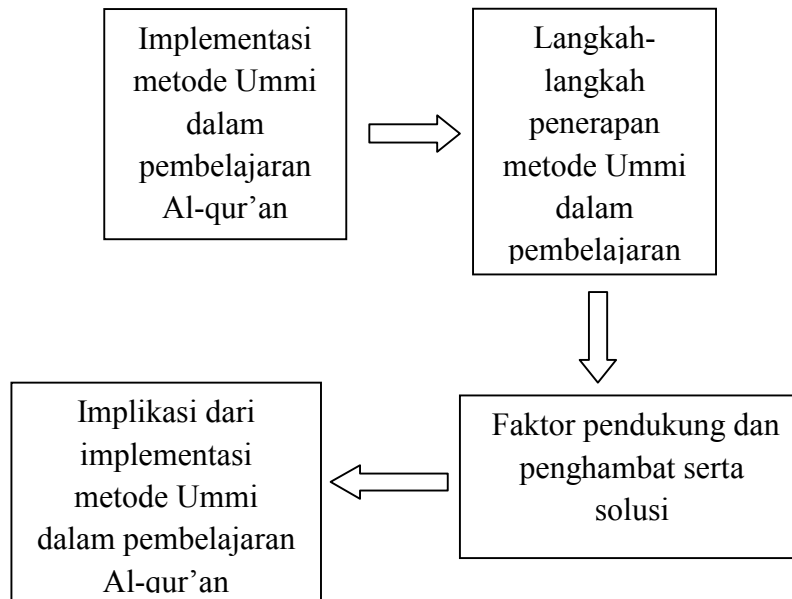 Implementasi
metode Ummi
dalam
pembelajaran
Al-qur’an
Langkah-
langkah
penerapan
metode Ummi
dalam
pembelajaran
Faktor pendukung dan
penghambat serta
solusi
Implikasi dari
implementasi
metode Ummi
dalam pembelajaran
Al-qur’an